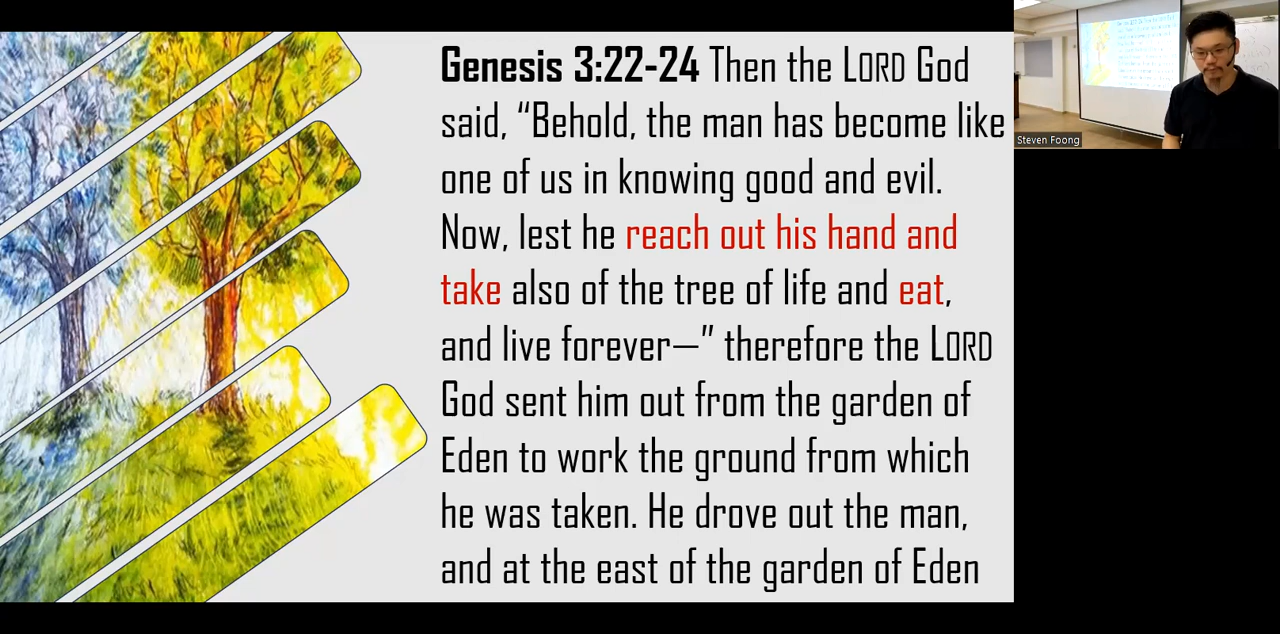 Genesis 3:22-24 Then the LORD God
said, “Behold, the man has become like
one of us in knowing good and evil.
Now, lest he reach out his hand and
take also of the tree of life and eat,
and live forever—” therefore the LORD
God sent him out from the garden of
Eden to work the ground from which
he was taken. He drove out the man,
and at the east of the garden of Eden
Steven Foong